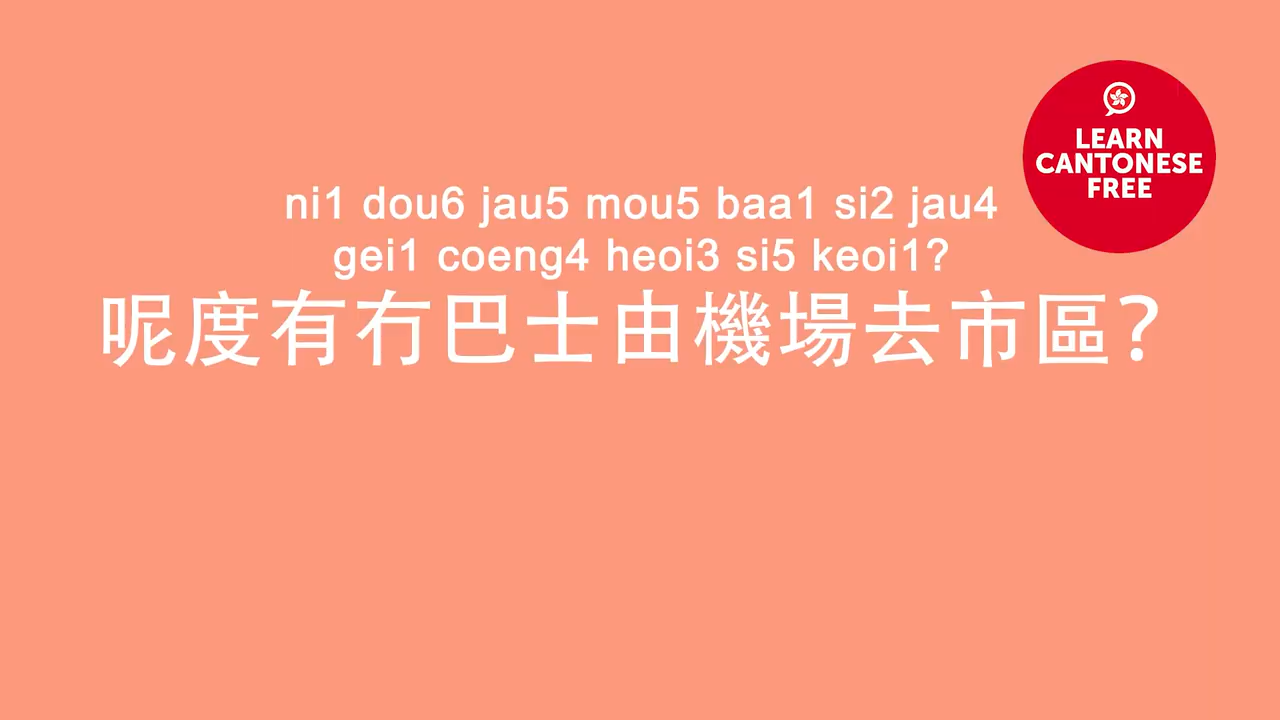 LEARN
CANTONESE
FREE
ni1 dou6 jau5 mou5 baa1 si2 jau4
gei1 coeng4 heoi3 si5 keoi1?
呢度有冇巴士由機場去市區?